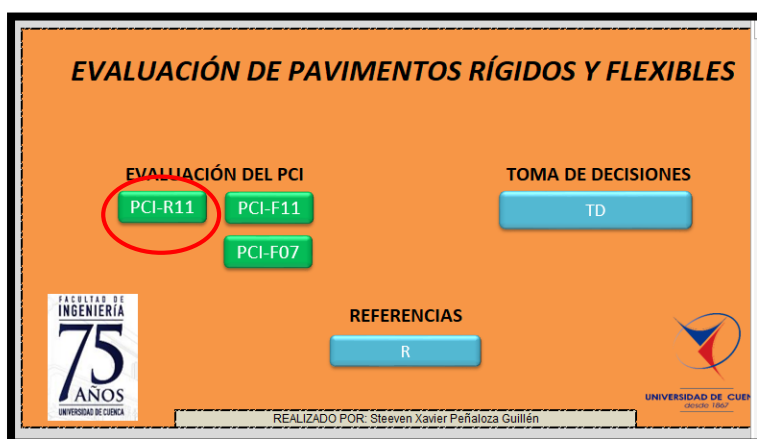 EVALUACIÓN DE PAVIMENTOS RÍGIDOS Y FLEXIBLES
EVALUACIÓN DEL PCI
TOMA DE DECISIONES
PCI-R11
PCI-F11
TD
PCI-F07
FACULTAD DE
INGENIERÍA
75
AÑOS
UNIVERSIDAD DE CUENCA
REFERENCIAS
R
UNIVERSIDAD DE CUEN
desde 1867
REALIZADO POR: Steeven Xavier Peñaloza Guillén